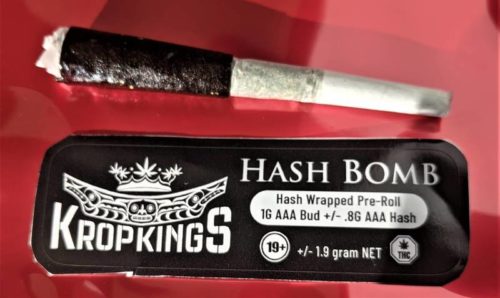 HASH BOMB
Hash Wrapped Pre-Roll
1G AAA Bud +/- .8G AAA Hash
KROPKINGS
19+
+/- 1.9 gram NET
THC